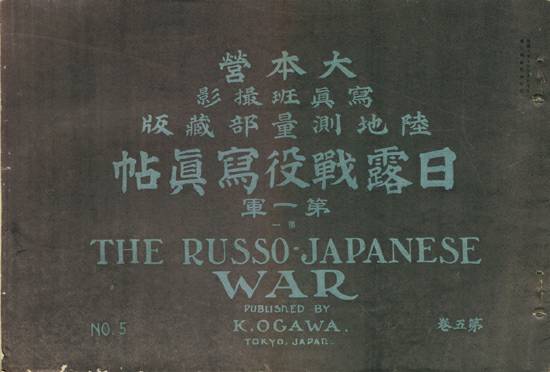 大本營
寫眞班撮影
陸地測量部藏版
日露戰役寫眞帖
第一軍
THE RUSSO-JAPANESE
WAR
PUBLISHED BY
K. OGAWA.
TOKYO, JAPAN.
NO. 5
第五卷